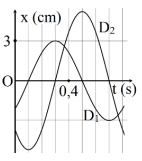 x (cm)
D₂
3
O
0,4
t (s)
D₁